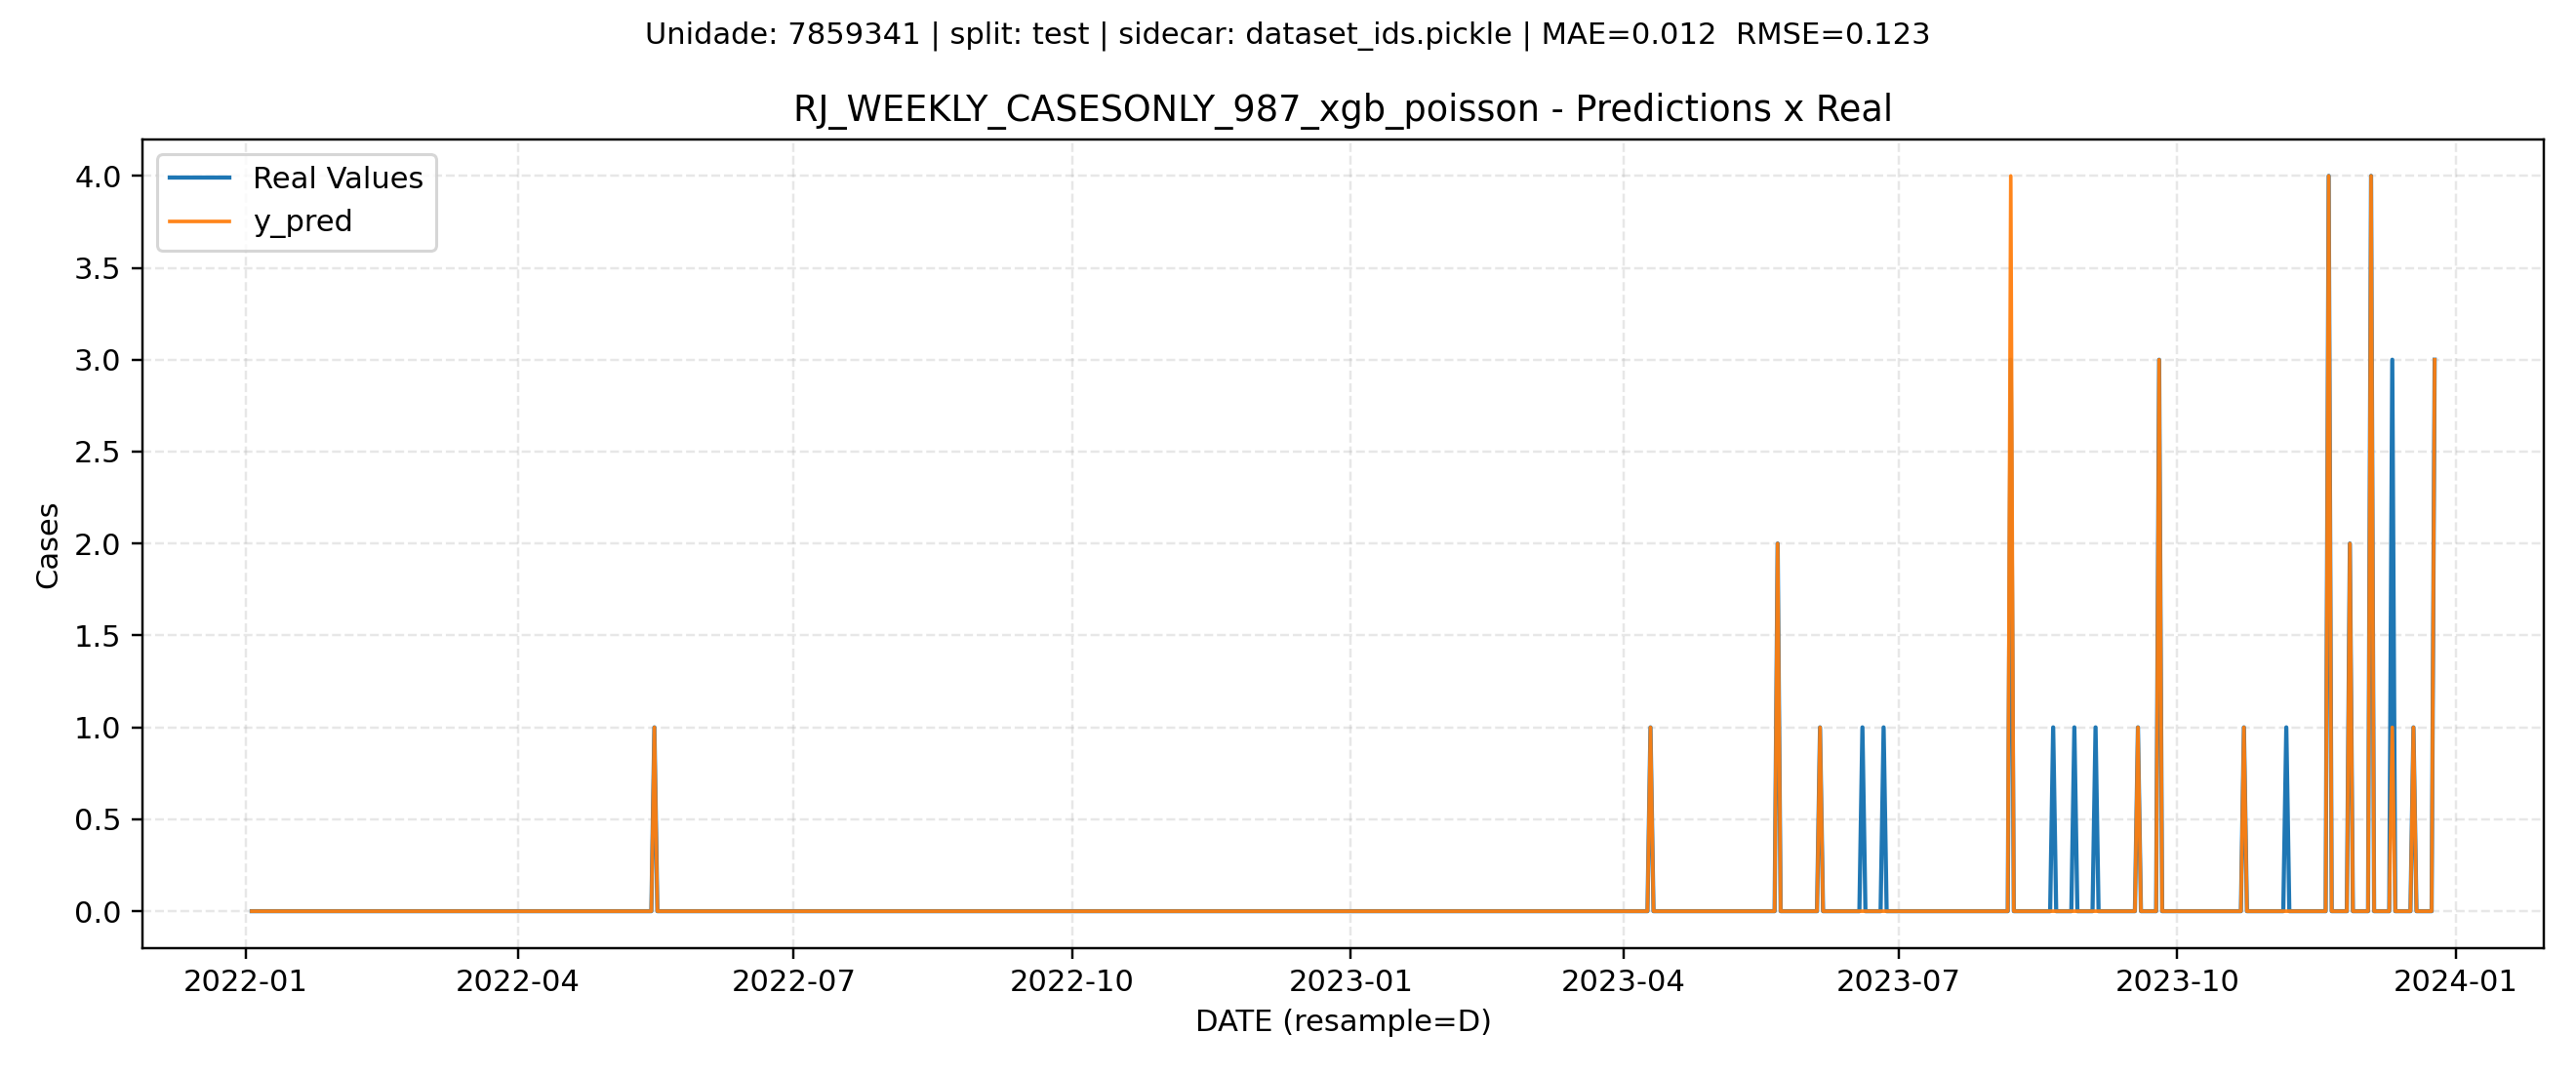 Unidade: 7859341 | split: test | sidecar: dataset_ids.pickle | MAE=0.012  RMSE=0.123
RJ_WEEKLY_CASESONLY_987_xgb_poisson - Predictions x Real
Real Values
y_pred
4.0
3.5
3.0
2.5
2.0
1.5
1.0
0.5
0.0
Cases
2022-01 2022-04 2022-07 2022-10 2023-01 2023-04 2023-07 2023-10 2024-01
DATE (resample=D)